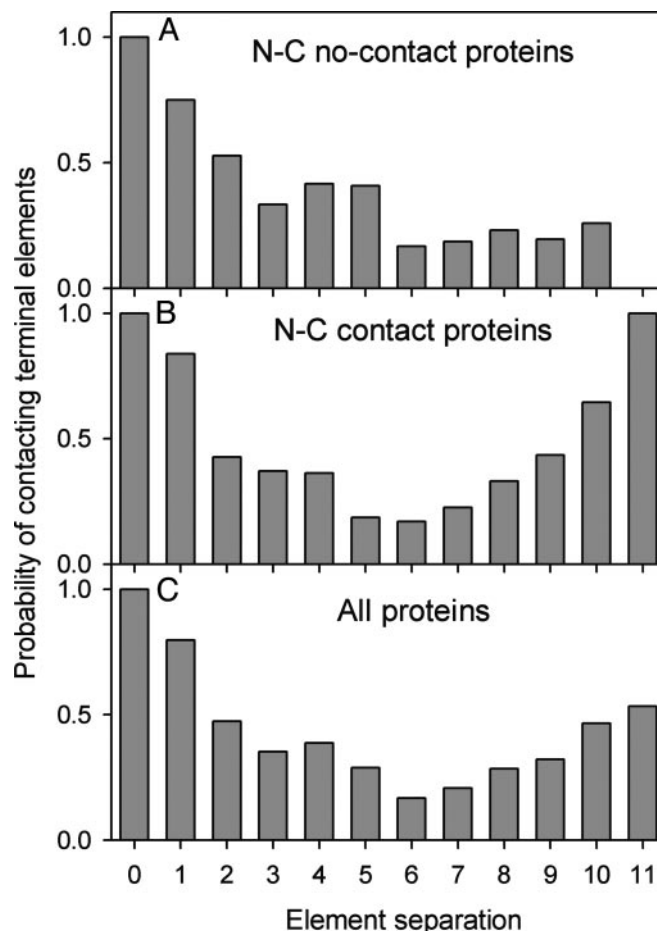 Probability of contacting terminal elements
A
N-C no-contact proteins
1.0
0.5
0.0
B
N-C contact proteins
1.0
0.5
0.0
C
All proteins
1.0
0.5
0.0
0 1 2 3 4 5 6 7 8 9 10 11
Element separation